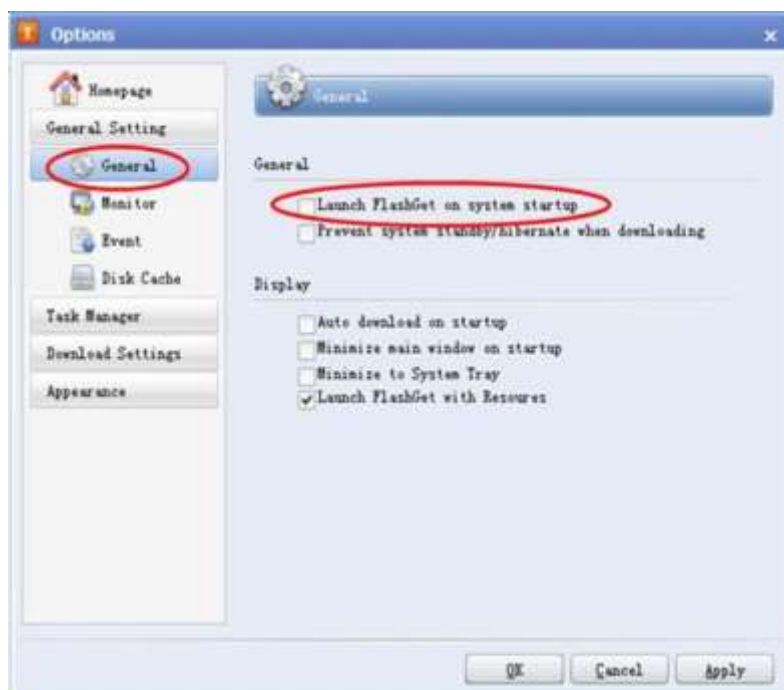 Options
Homepage
General Setting
General
Monitor
Event
Disk Cache
Task Manager
Download Settings
Appearance
General
General
Launch FlashGet on system startup
Prevent system standby/hibernate when downloading
Display
Auto download on startup
Minimize main window on startup
Minimize to System Tray
Launch FlashGet with Resoures
OK
Cancel
Apply